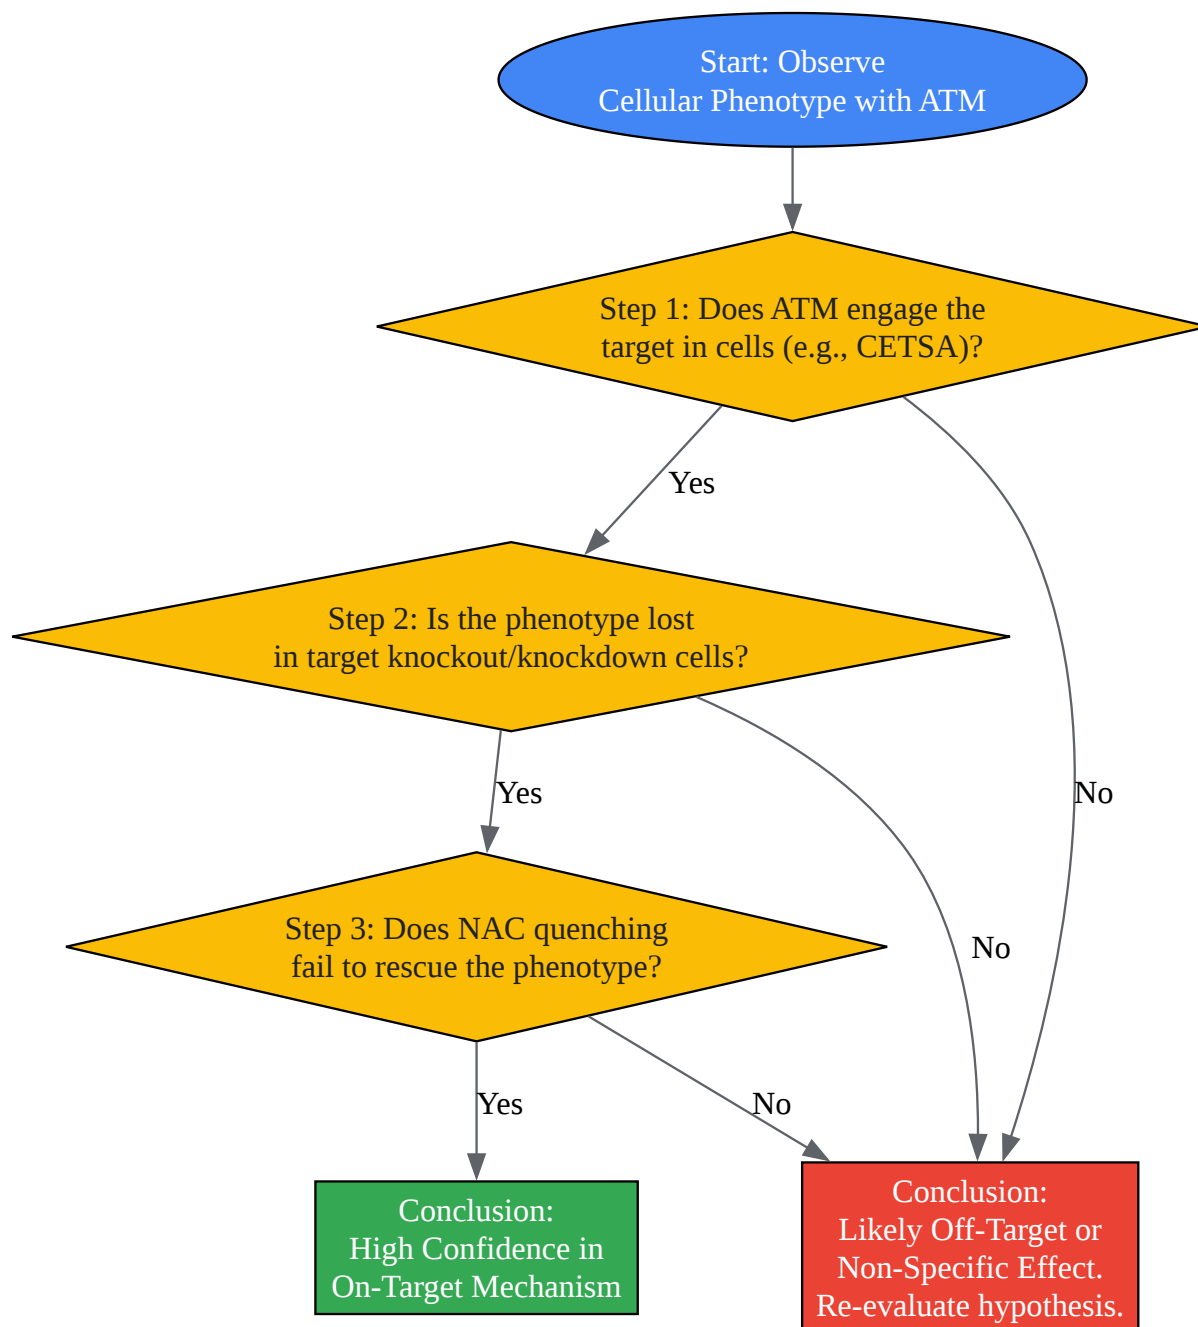 Start: Observe
Cellular Phenotype with ATM
Step 1: Does ATM engage the
target in cells (e.g., CETSA)?
Yes
Step 2: Is the phenotype lost
in target knockout/knockdown cells?
Yes
No
Step 3: Does NAC quenching
fail to rescue the phenotype?
No
Yes
No
Conclusion:
High Confidence in
On-Target Mechanism
Conclusion:
Likely Off-Target or
Non-Specific Effect.
Re-evaluate hypothesis.